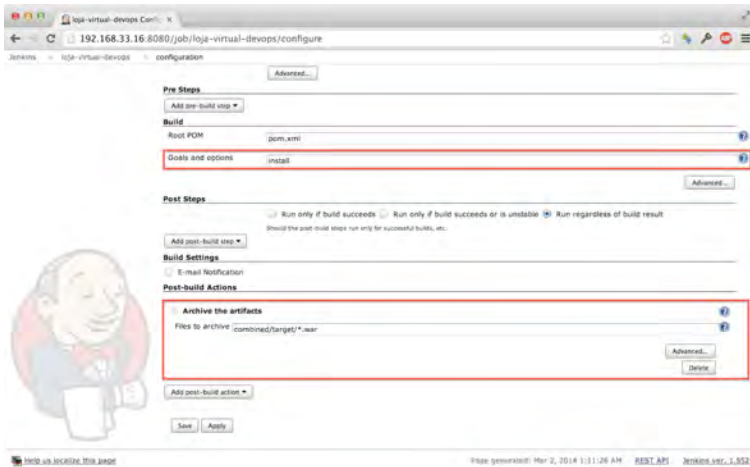 loja-virtual-devops Confi
192.168.33.16:8080/job/loja-virtual-devops/configure
Jenkins loja-virtual-devops configuration
Advanced...
Pre Steps
Add pre-build step
Build
Root POM pom.xml
Goals and options install
Advanced...
Post Steps
Run only if build succeeds Run only if build succeeds or is unstable Run regardless of build result
Should the post-build steps run only for successful builds, etc.
Add post-build step
Build Settings
E-mail Notification
Post-build Actions
Archive the artifacts
Files to archive combined/target/*.war
Advanced...
Delete
Add post-build action
Save Apply
Help us localize this page Page generated: Mar 2, 2014 1:11:26 AM REST API Jenkins ver. 1.552